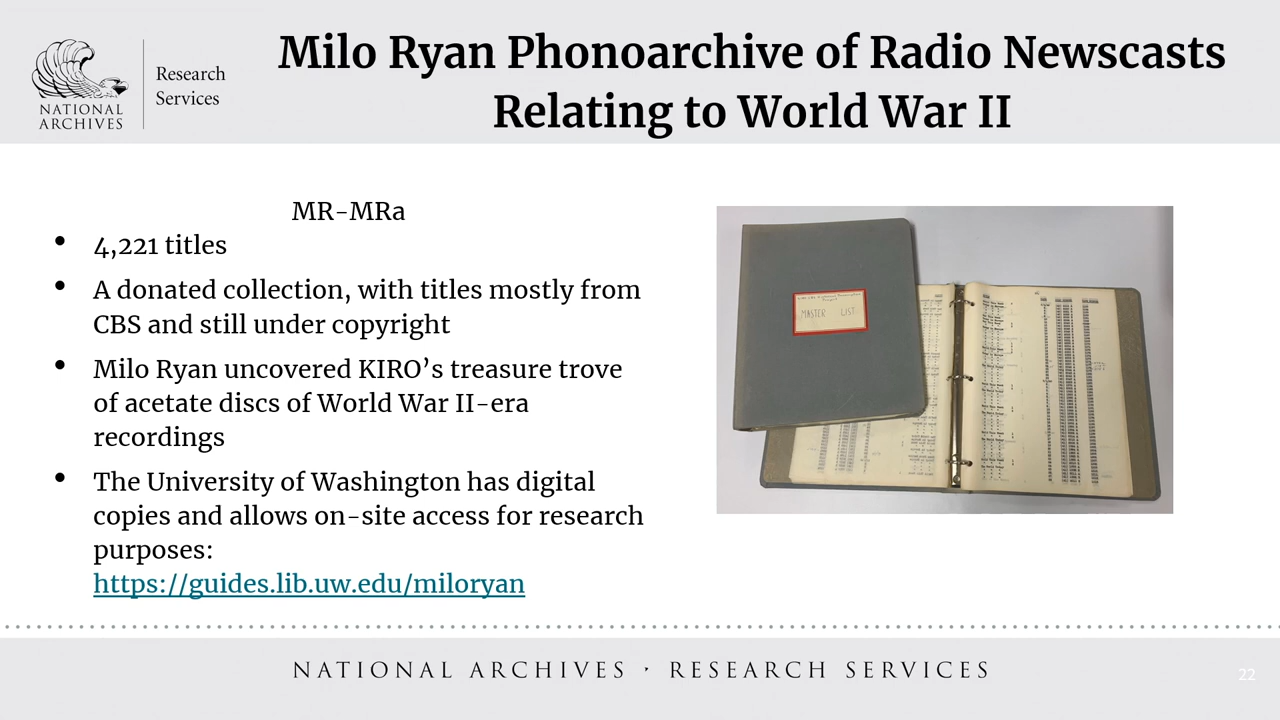 Milo Ryan Phonoarchive of Radio Newscasts
Relating to World War II
NATIONAL
ARCHIVES
Research
Services
MR-MRa
• 4,221 titles
• A donated collection, with titles mostly from
CBS and still under copyright
• Milo Ryan uncovered KIRO’s treasure trove
of acetate discs of World War II-era
recordings
• The University of Washington has digital
copies and allows on-site access for research
purposes:
https://guides.lib.uw.edu/miloryan
MASTER LIST
NATIONAL ARCHIVES · RESEARCH SERVICES
22